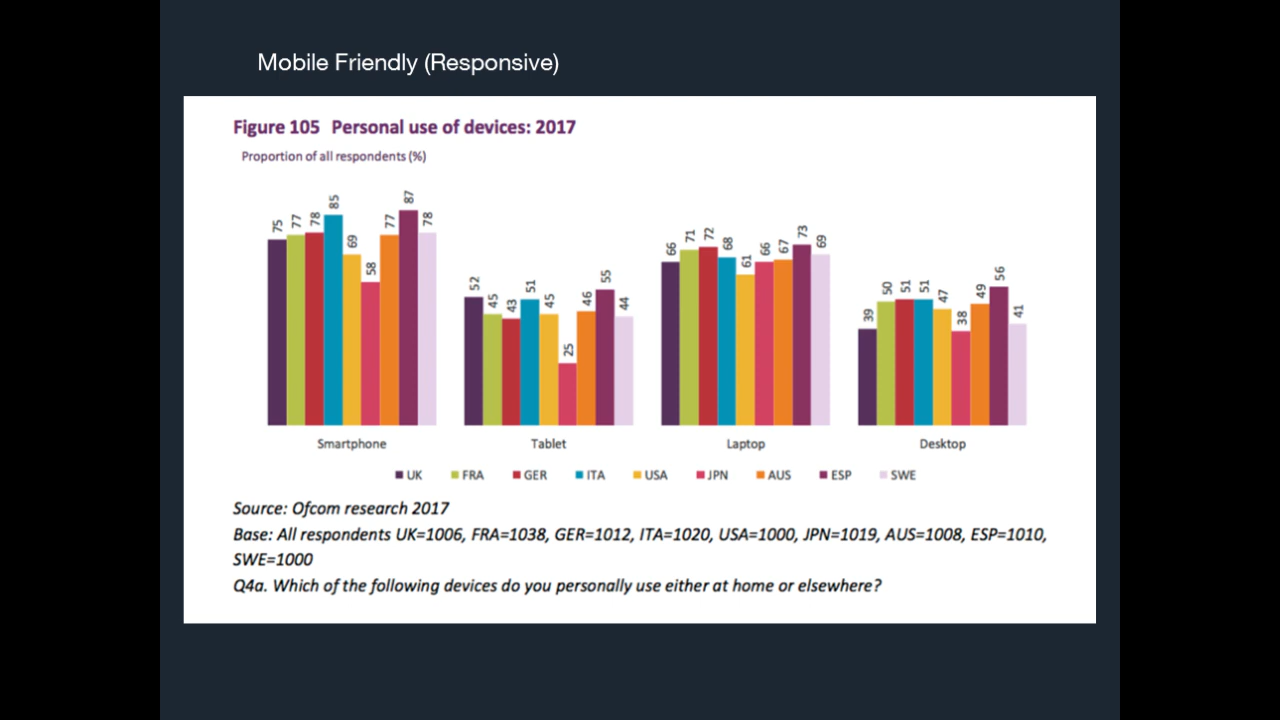 Mobile Friendly (Responsive)
Figure 105 Personal use of devices: 2017
Proportion of all respondents (%)
75 77 78 85 69 58 77 87 78
52 45 43 51 45 25 46 55 44
66 71 72 68 61 66 67 73 69
39 50 51 51 47 38 49 56 41
Smartphone Tablet Laptop Desktop
UK FRA GER ITA USA JPN AUS ESP SWE
Source: Ofcom research 2017
Base: All respondents UK=1006, FRA=1038, GER=1012, ITA=1020, USA=1000, JPN=1019, AUS=1008, ESP=1010,
SWE=1000
Q4a. Which of the following devices do you personally use either at home or elsewhere?